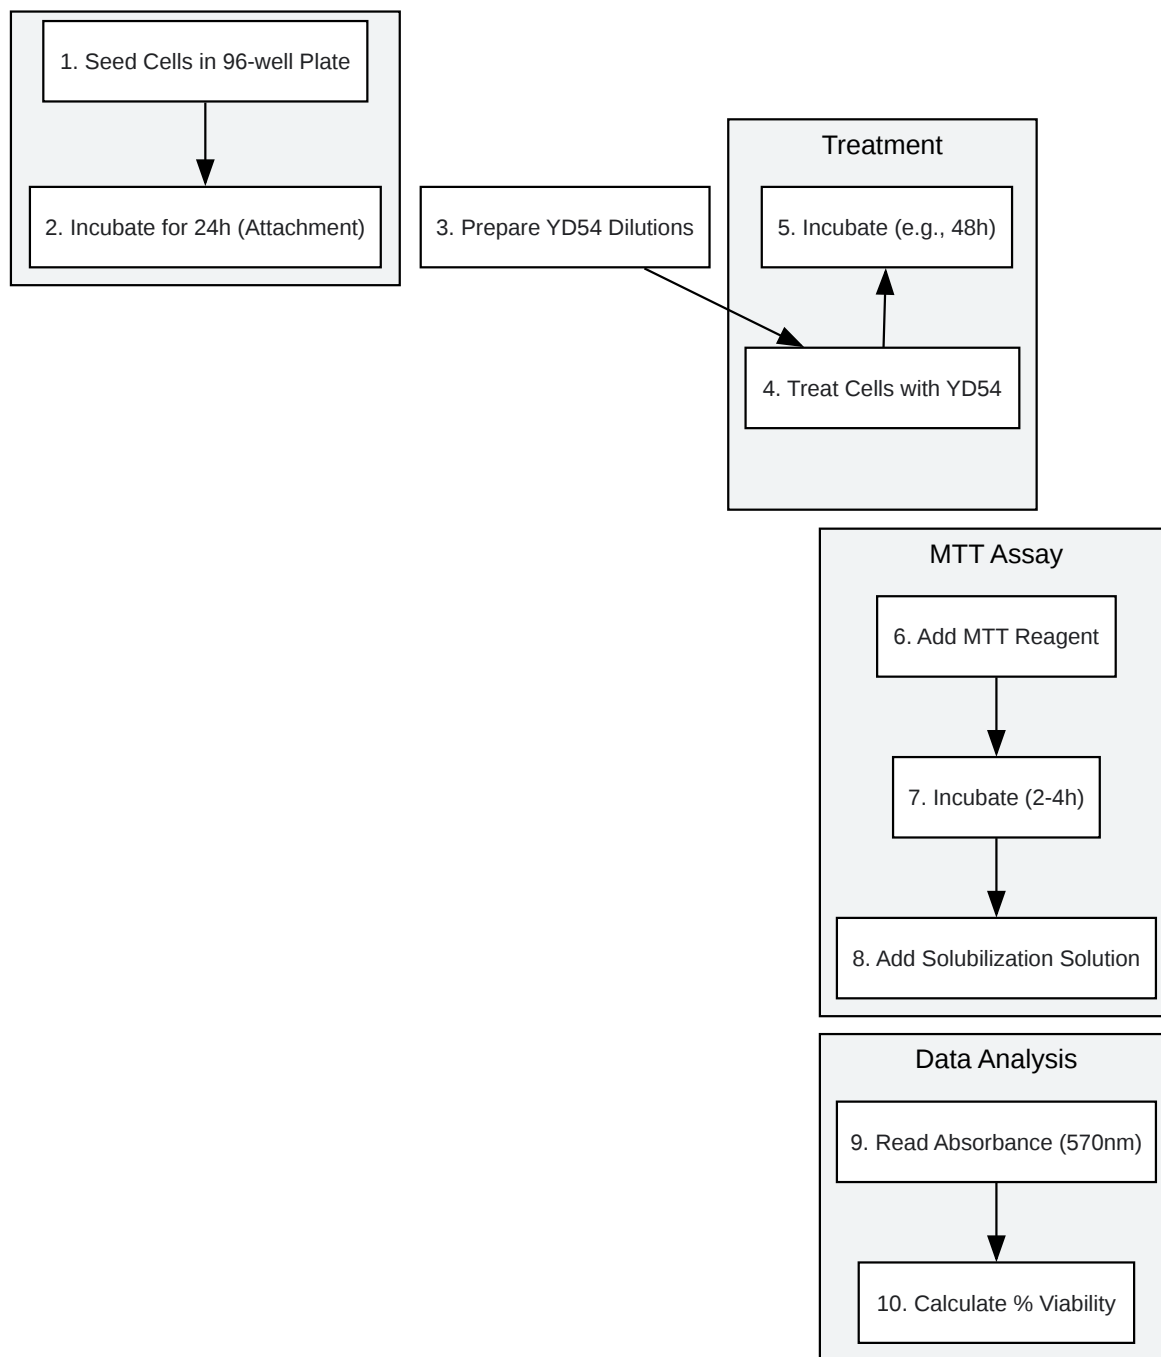 1. Seed Cells in 96-well Plate
2. Incubate for 24h (Attachment)
3. Prepare YD54 Dilutions
Treatment
5. Incubate (e.g., 48h)
4. Treat Cells with YD54
MTT Assay
6. Add MTT Reagent
7. Incubate (2-4h)
8. Add Solubilization Solution
Data Analysis
9. Read Absorbance (570nm)
10. Calculate % Viability